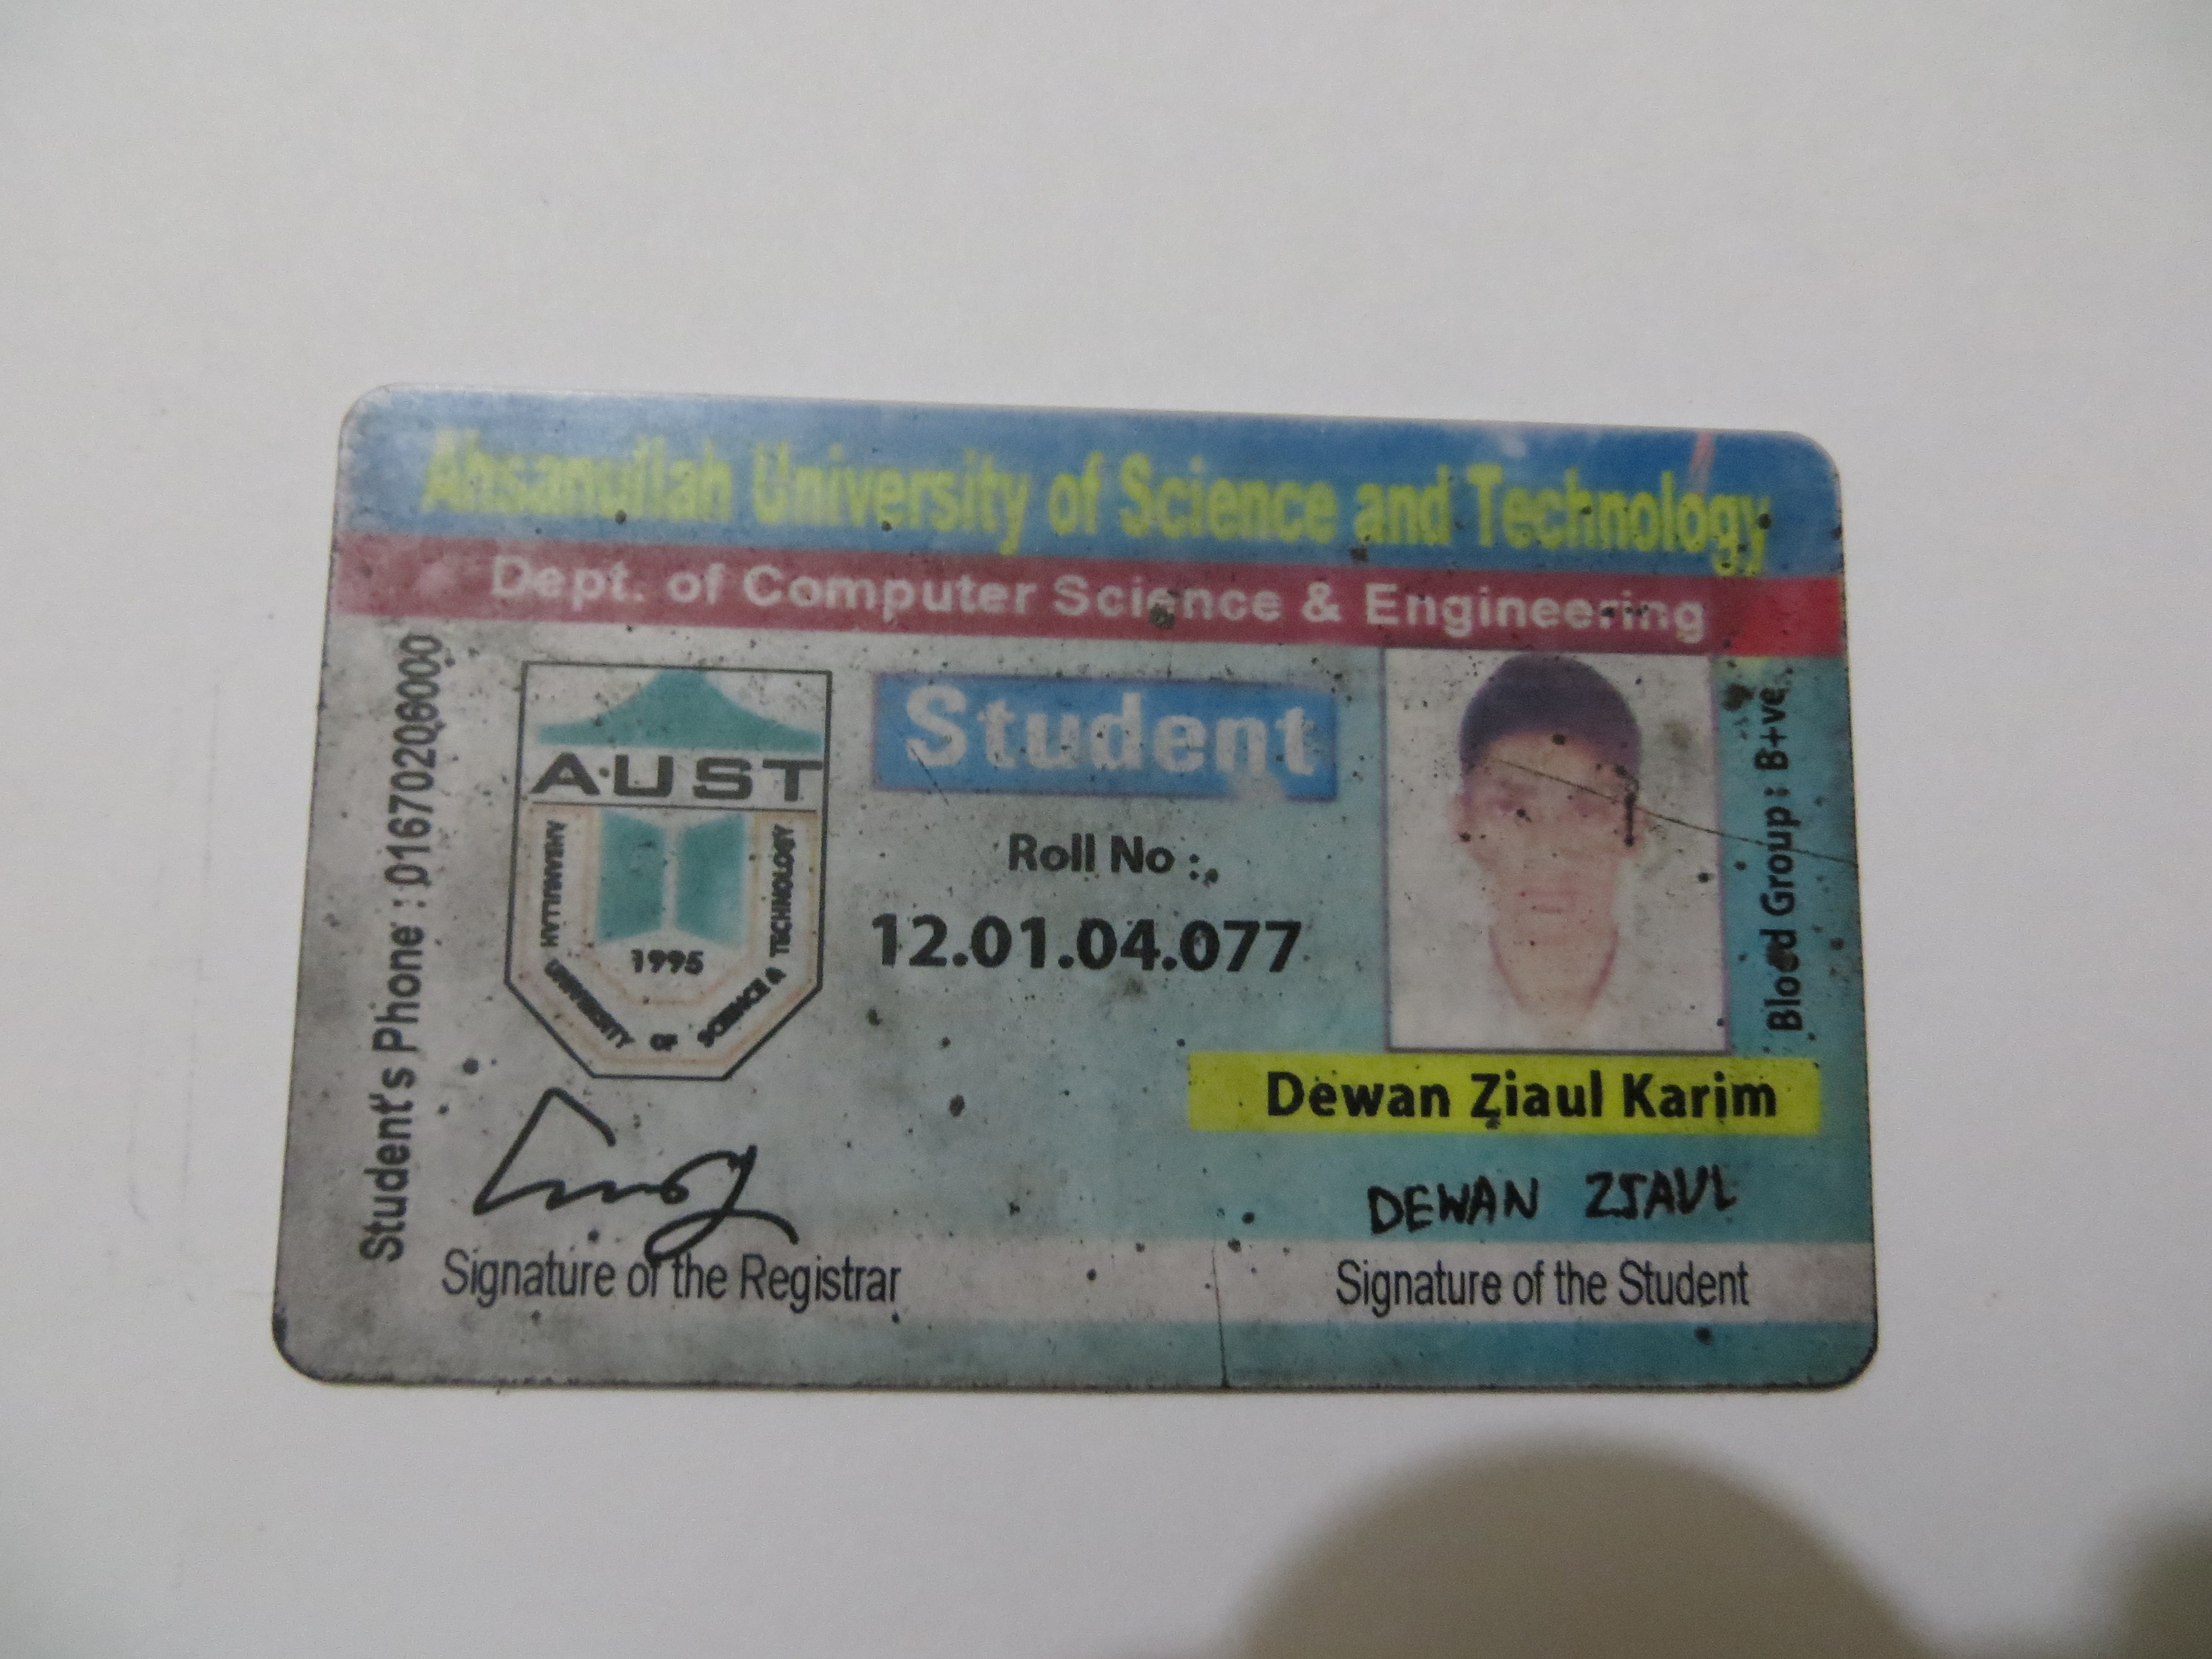 Ahsanullah University of Science and Technology
Dept. of Computer Science & Engineering
Student's Phone : 01670206000
A.UST
AHSANULLAH UNIVERSITY OF SCIENCE & TECHNOLOGY
1995
Student
Roll No :
12.01.04.077
Blood Group : B+ve
Dewan Ziaul Karim
DEWAN ZIAUL
Signature of the Registrar
Signature of the Student